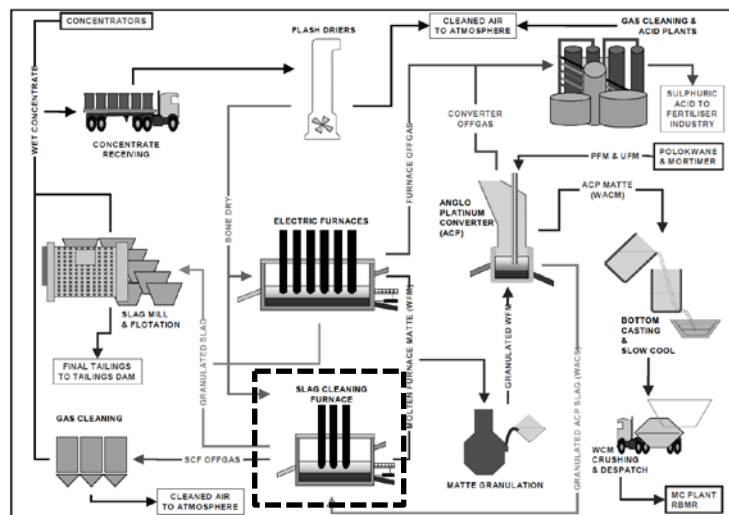 CONCENTRATORS
FLASH DRIERS
CLEANED AIR
TO ATMOSPHERE
GAS CLEANING &
ACID PLANTS
WET CONCENTRATE
CONCENTRATE
RECEIVING
FURNACE OFFGAS
CONVERTER
OFFGAS
SULPHURIC
ACID TO
FERTILISER
INDUSTRY
PFM & UFM
POLOKWANE
& MORTIMER
ACP MATTE
(WACM)
ANGLO
PLATINUM
CONVERTER
(ACP)
BONE DRY
ELECTRIC FURNACES
SLAG MILL
& FLOTATION
GRANULATED SLAG
MOLTEN FURNACE MATTE (WFM)
GRANULATED WFM
GRANULATED ACP SLAG (WACS)
BOTTOM
CASTING
&
SLOW COOL
FINAL TAILINGS
TO TAILINGS DAM
SLAG CLEANING
FURNACE
GAS CLEANING
SCF OFFGAS
MATTE GRANULATION
WCM
CRUSHING
& DESPATCH
CLEANED AIR
TO ATMOSPHERE
MC PLANT
RBMR